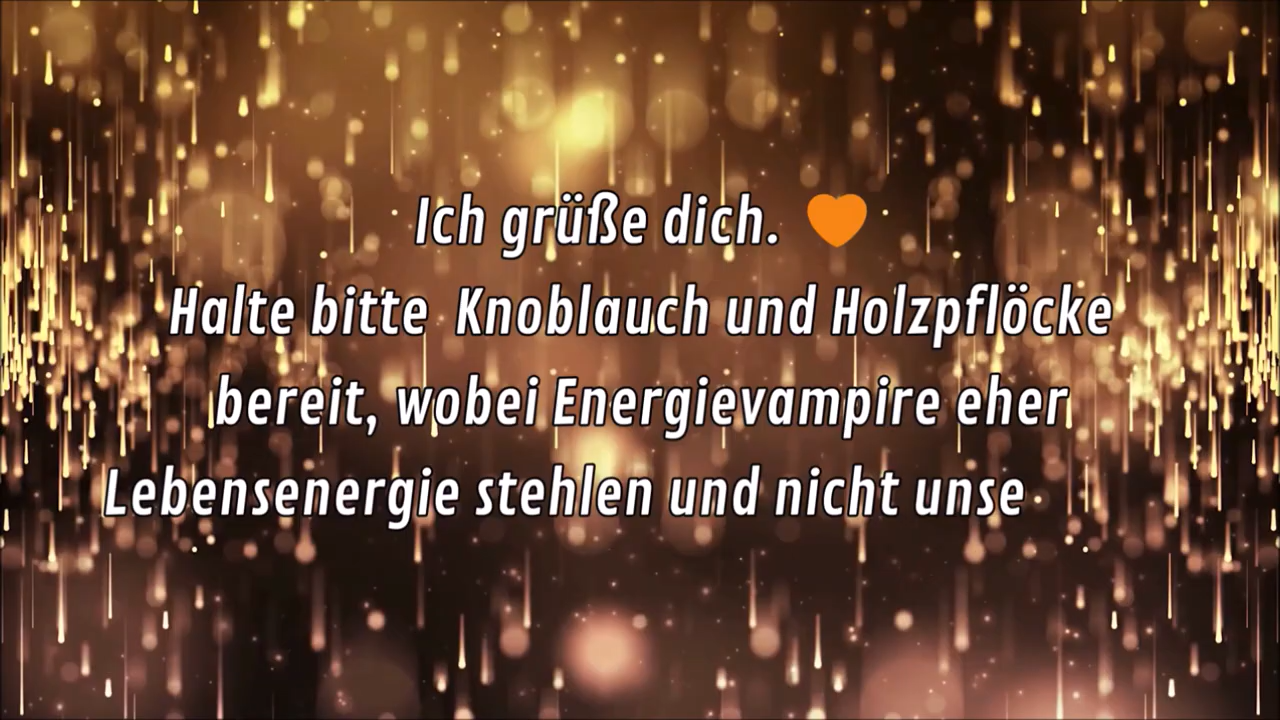 Ich grüße dich. 🧡
Halte bitte Knoblauch und Holzpflöcke
bereit, wobei Energievampire eher
Lebensenergie stehlen und nicht unse